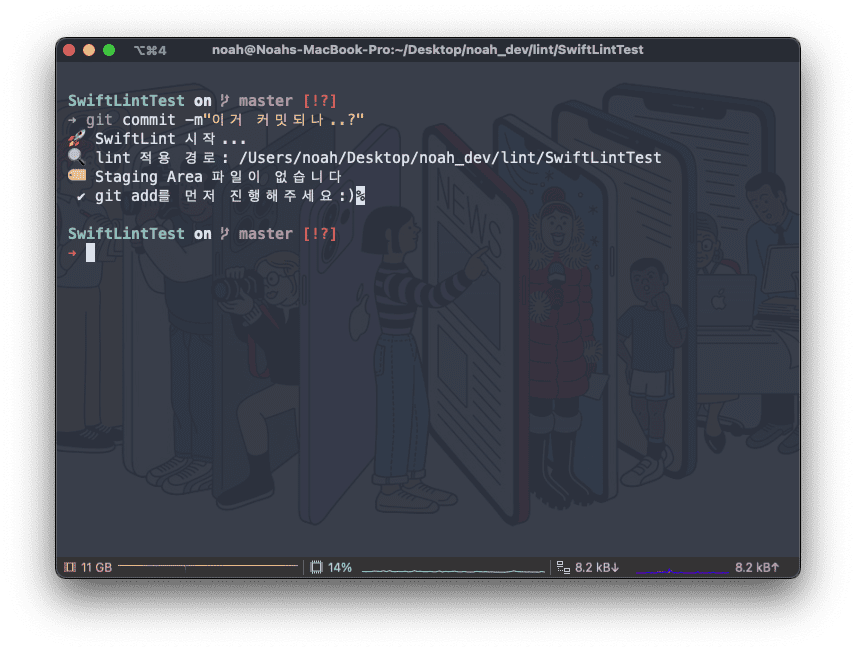 ⌥⌘4 noah@Noahs-MacBook-Pro:~/Desktop/noah_dev/lint/SwiftLintTest
SwiftLintTest on master [!?]
➜ git commit -m"이거 커밋되나..?"
🚀 SwiftLint 시작...
🔍 lint 적용 경로: /Users/noah/Desktop/noah_dev/lint/SwiftLintTest
🎫 Staging Area 파일이 없습니다
✔ git add를 먼저 진행해주세요:)%
SwiftLintTest on master [!?]
➜
NEWS
11 GB 14% 8.2 kB↓ 8.2 kB↑